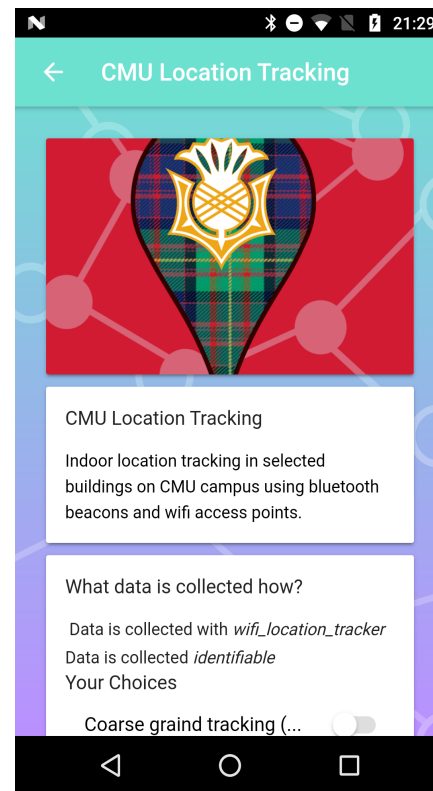 21:29
CMU Location Tracking
CMU Location Tracking
Indoor location tracking in selected
buildings on CMU campus using bluetooth
beacons and wifi access points.
What data is collected how?
Data is collected with wifi_location_tracker
Data is collected identifiable
Your Choices
Coarse graind tracking (...